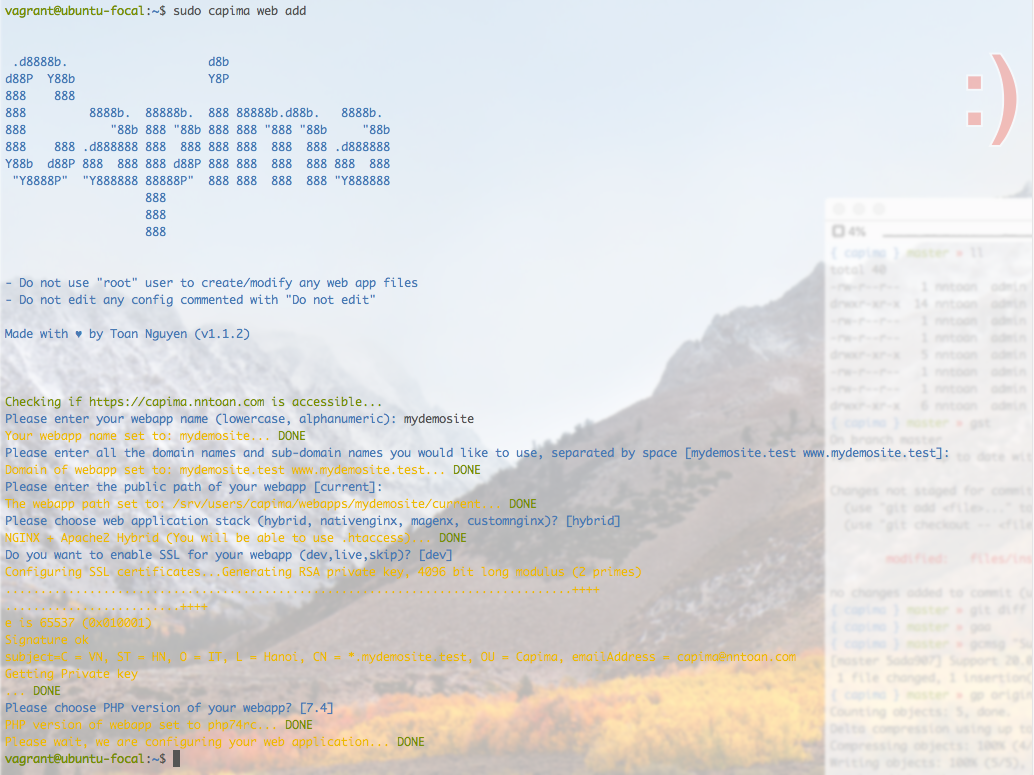 vagrant@ubuntu-focal:~$ sudo capima web add
 .d8888b.                    d8b
d88P  Y88b                   Y8P
888    888
888         8888b.  88888b.  888 88888b.d88b.   8888b.
888            "88b 888 "88b 888 888 "888 "88b     "88b
888    888 .d888888 888  888 888 888  888  888 .d888888
Y88b  d88P 888  888 888 d88P 888 888  888  888 888  888
 "Y8888P"  "Y888888 88888P"  888 888  888  888 "Y888888
                    888
                    888
                    888
- Do not use "root" user to create/modify any web app files
- Do not edit any config commented with "Do not edit"
Made with ♥ by Toan Nguyen (v1.1.2)
Checking if https://capima.nntoan.com is accessible...
Please enter your webapp name (lowercase, alphanumeric): mydemosite
Your webapp name set to: mydemosite... DONE
Please enter all the domain names and sub-domain names you would like to use, separated by space [mydemosite.test www.mydemosite.test]:
Domain of webapp set to: mydemosite.test www.mydemosite.test... DONE
Please enter the public path of your webapp [current]:
The webapp path set to: /srv/users/capima/webapps/mydemosite/current... DONE
Please choose web application stack (hybrid, nativenginx, magenx, customnginx)? [hybrid]
NGINX + Apache2 Hybrid (You will be able to use .htaccess)... DONE
Do you want to enable SSL for your webapp (dev,live,skip)? [dev]
Configuring SSL certificates...Generating RSA private key, 4096 bit long modulus (2 primes)
.................................................................................++++
.........................++++
e is 65537 (0x010001)
Signature ok
subject=C = VN, ST = HN, O = IT, L = Hanoi, CN = *.mydemosite.test, OU = Capima, emailAddress = capima@nntoan.com
Getting Private key
... DONE
Please choose PHP version of your webapp? [7.4]
PHP version of webapp set to php74rc... DONE
Please wait, we are configuring your web application... DONE
vagrant@ubuntu-focal:~$
:)
4%
{ capima } master » ll
total 40
-rw-r--r-- 1 nntoan admin
drwxr-xr-x 14 nntoan admin
-rw-r--r-- 1 nntoan admin
-rw-r--r-- 1 nntoan admin
drwxr-xr-x 5 nntoan admin
-rw-r--r-- 1 nntoan admin
-rw-r--r-- 1 nntoan admin
drwxr-xr-x 6 nntoan admin
{ capima } master » gst
On branch master
to date wit
Changes not staged for commit
(use "git add <file>..." to
(use "git checkout -- <file
modified: files/ins
no changes added to commit (u
{ capima } master » git diff
{ capima } master » gaa
{ capima } master » gcmsg "Su
[master 5ada907] Support 20.0
1 file changed, 1 insertion(
{ capima } master » gp origin
Counting objects: 5, done.
Delta compression using up to
Compressing objects: 100% (4/
Writing objects: 100% (5/5),